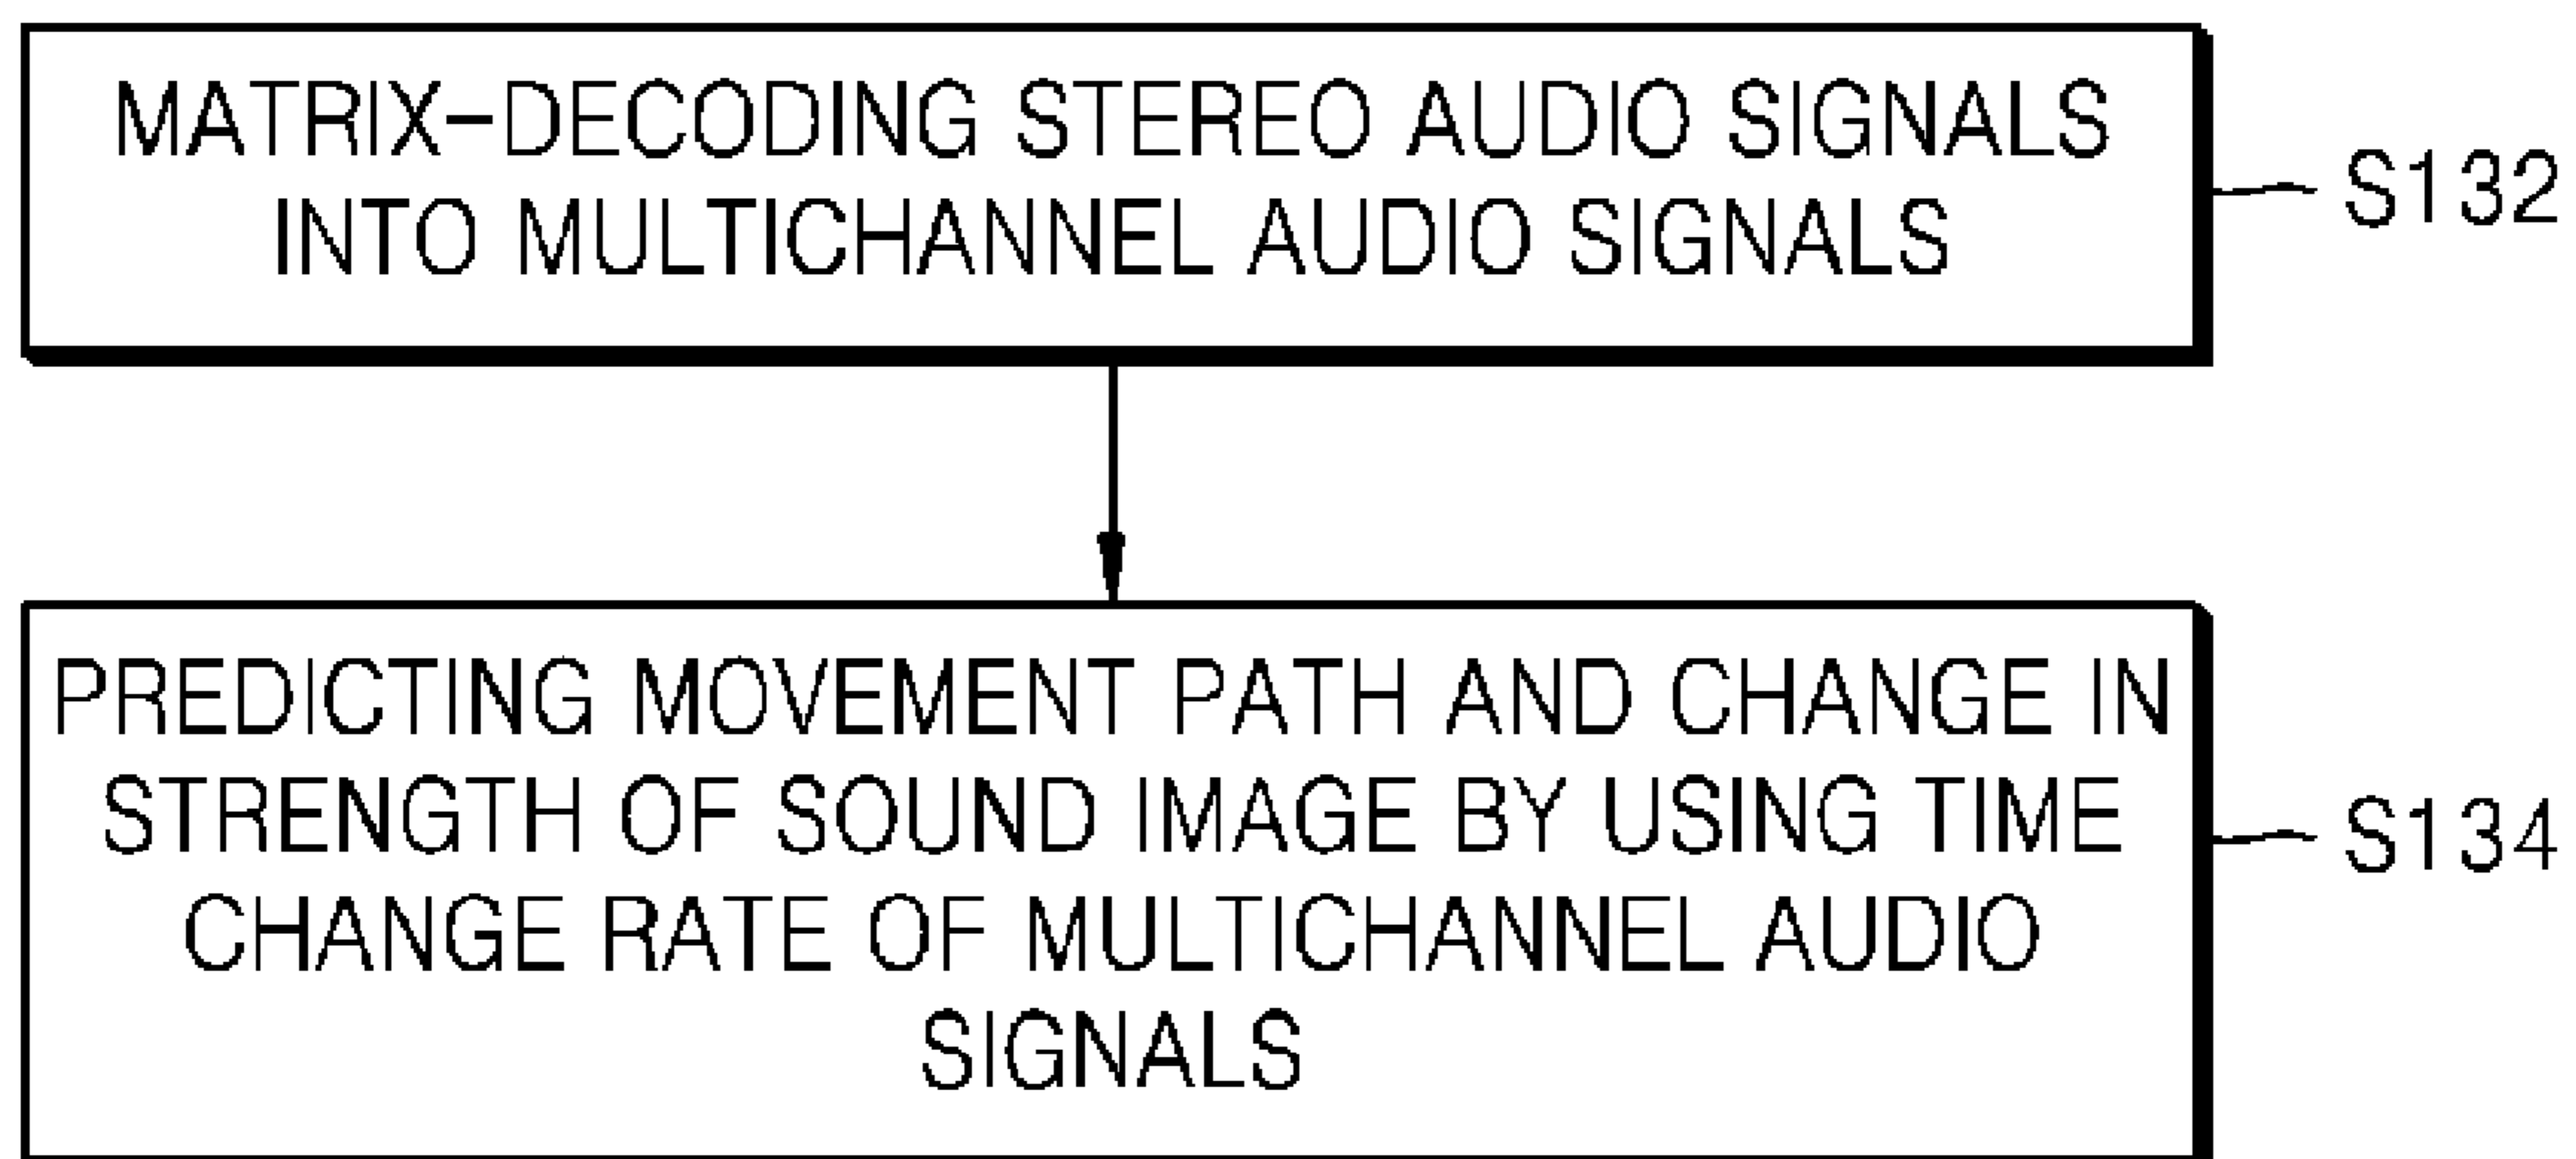 MATRIX-DECODING STEREO AUDIO SIGNALS
INTO MULTICHANNEL AUDIO SIGNALS
S132
PREDICTING MOVEMENT PATH AND CHANGE IN
STRENGTH OF SOUND IMAGE BY USING TIME
CHANGE RATE OF MULTICHANNEL AUDIO
SIGNALS
S134